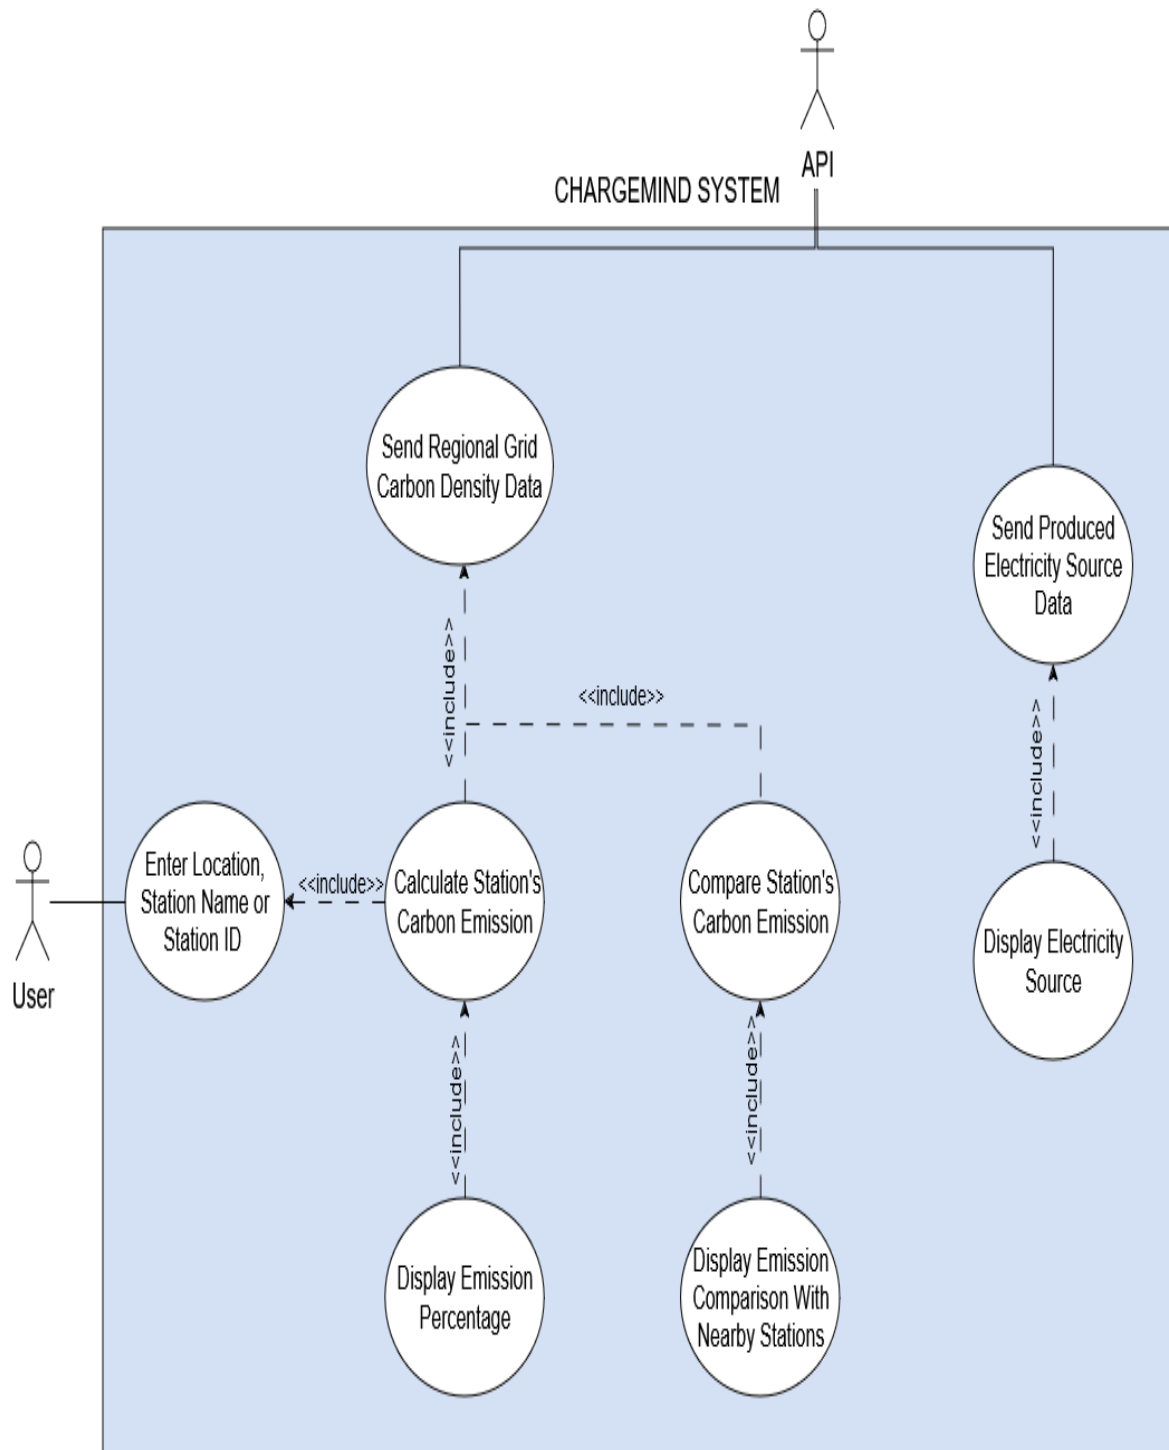 API
CHARGEMIND SYSTEM
Send Regional Grid
Carbon Density Data
Send Produced
Electricity Source
Data
<<include>>
<<include>>
<<include>>
Enter Location,
Station Name or
Station ID
<<include>>
Calculate Station's
Carbon Emission
Compare Station's
Carbon Emission
Display Electricity
Source
User
<<include>>
<<include>>
Display Emission
Percentage
Display Emission
Comparison With
Nearby Stations